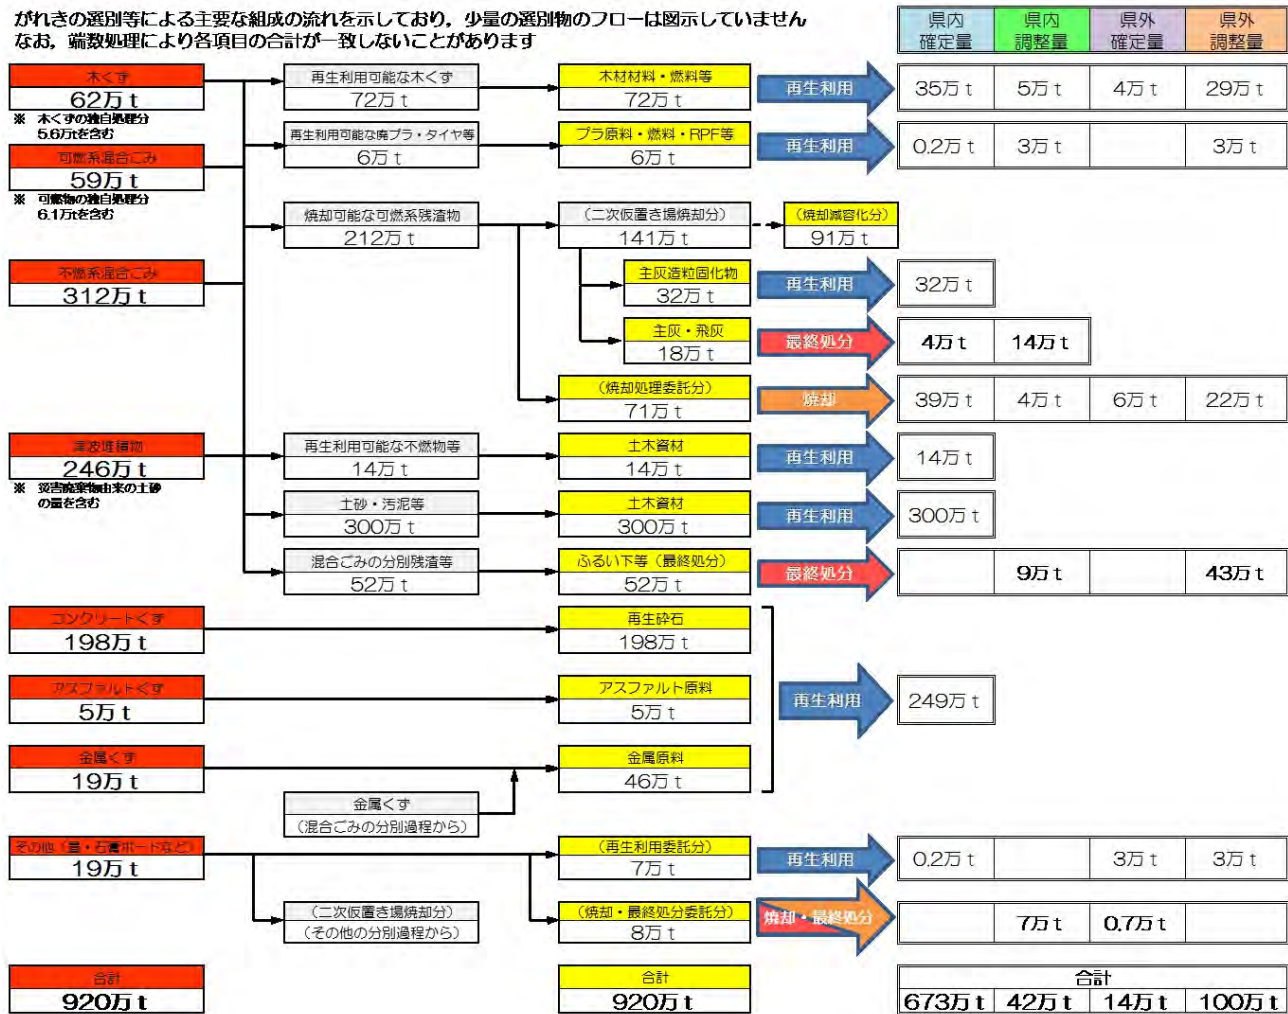 がれきの選別等による主要な組成の流れを示しており，少量の選別物のフローは図示していません
なお，端数処理により各項目の合計が一致しないことがあります
県内確定量 県内調整量 県外確定量 県外調整量
木くず
62万ｔ
※ 木くずの独自処理分
5.6万tを含む
再生利用可能な木くず
72万ｔ
木材材料・燃料等
72万ｔ
再生利用
35万ｔ 5万ｔ 4万ｔ 29万ｔ
可燃系混合ごみ
59万ｔ
※ 可燃物の独自処理分
6.1万tを含む
再生利用可能な廃プラ・タイヤ等
6万ｔ
プラ原料・燃料・RPF等
6万ｔ
再生利用
0.2万ｔ 3万ｔ 3万ｔ
焼却可能な可燃系残渣物
212万ｔ
（二次仮置き場焼却分）
141万ｔ
（焼却減容化分）
91万ｔ
不燃系混合ごみ
312万ｔ
主灰造粒固化物
32万ｔ
再生利用
32万ｔ
主灰・飛灰
18万ｔ
最終処分
4万ｔ 14万ｔ
（焼却処理委託分）
71万ｔ
焼却
39万ｔ 4万ｔ 6万ｔ 22万ｔ
津波堆積物
246万ｔ
※ 災害廃棄物由来の土砂
の量を含む
再生利用可能な不燃物等
14万ｔ
土木資材
14万ｔ
再生利用
14万ｔ
土砂・汚泥等
300万ｔ
土木資材
300万ｔ
再生利用
300万ｔ
混合ごみの分別残渣等
52万ｔ
ふるい下等（最終処分）
52万ｔ
最終処分
9万ｔ 43万ｔ
コンクリートくず
198万ｔ
再生砕石
198万ｔ
アスファルトくず
5万ｔ
アスファルト原料
5万ｔ
再生利用
249万ｔ
金属くず
19万ｔ
金属原料
46万ｔ
金属くず
（混合ごみの分別過程から）
その他（畳・石膏ボードなど）
19万ｔ
（再生利用委託分）
7万ｔ
再生利用
0.2万ｔ 3万ｔ 3万ｔ
（二次仮置き場焼却分）
（その他の分別過程から）
（焼却・最終処分委託分）
8万ｔ
焼却・最終処分
7万ｔ 0.7万ｔ
合計
920万ｔ
合計
920万ｔ
合計
673万ｔ 42万ｔ 14万ｔ 100万ｔ